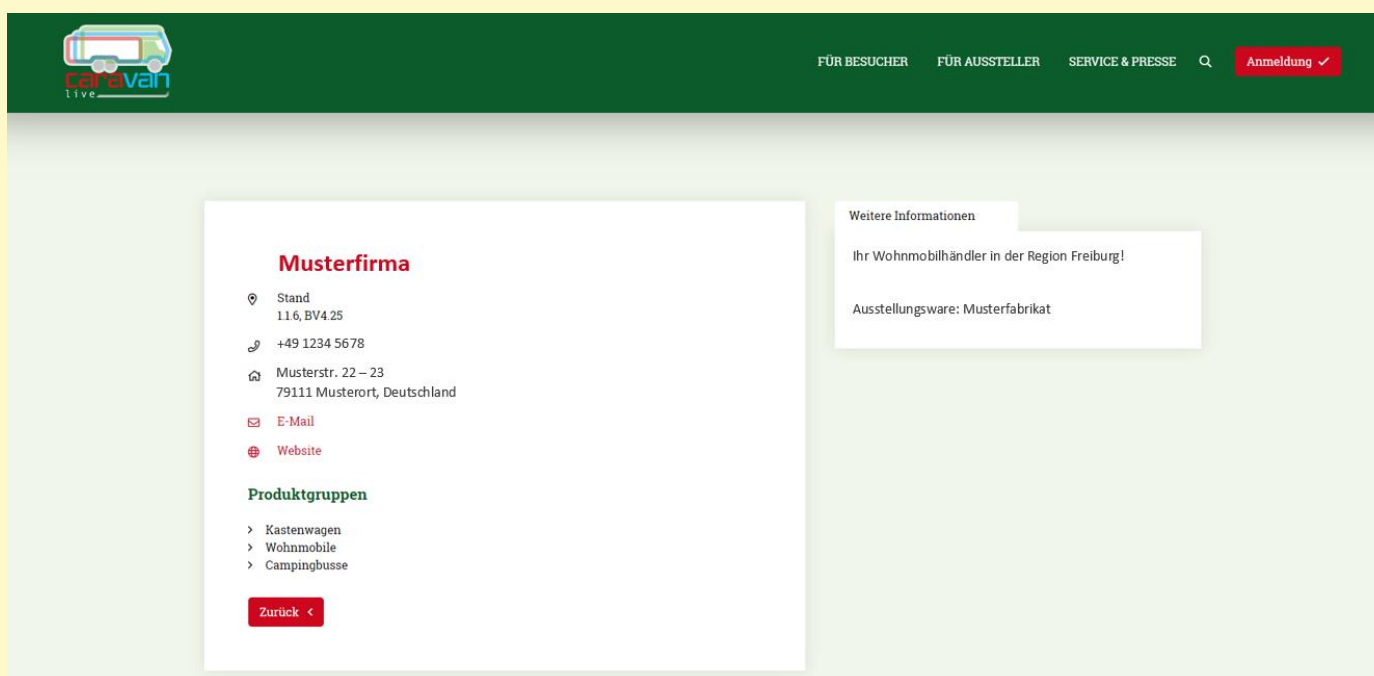 caravan
live
FÜR BESUCHER
FÜR AUSSTELLER
SERVICE & PRESSE
Anmeldung
Musterfirma
Stand
1.1.6, BV4.25
+49 1234 5678
Musterstr. 22 – 23
79111 Musterort, Deutschland
E-Mail
Website
Produktgruppen
Kastenwagen
Wohnmobile
Campingbusse
Zurück
Weitere Informationen
Ihr Wohnmobilhändler in der Region Freiburg!
Ausstellungsware: Musterfabrikat